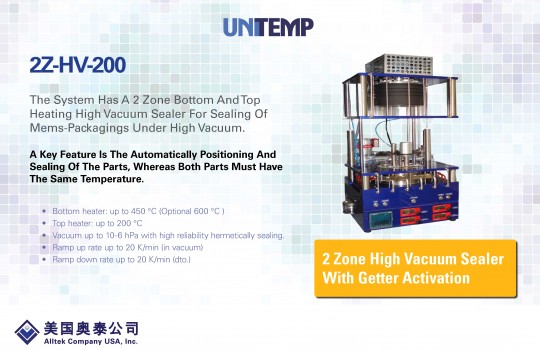 UNITEMP
2Z-HV-200
The System Has A 2 Zone Bottom And Top
Heating High Vacuum Sealer For Sealing Of
Mems-Packagings Under High Vacuum.
A Key Feature Is The Automatically Positioning And
Sealing Of The Parts, Whereas Both Parts Must Have
The Same Temperature.
• Bottom heater: up to 450 °C (Optional 600 °C )
• Top heater: up to 200 °C
• Vacuum up to 10-6 hPa with high reliability hermetically sealing.
• Ramp up rate up to 20 K/min (in vacuum)
• Ramp down rate up to 20 K/min (dto.)
2 Zone High Vacuum Sealer
With Getter Activation
美国奥泰公司
Alltek Company USA, Inc.